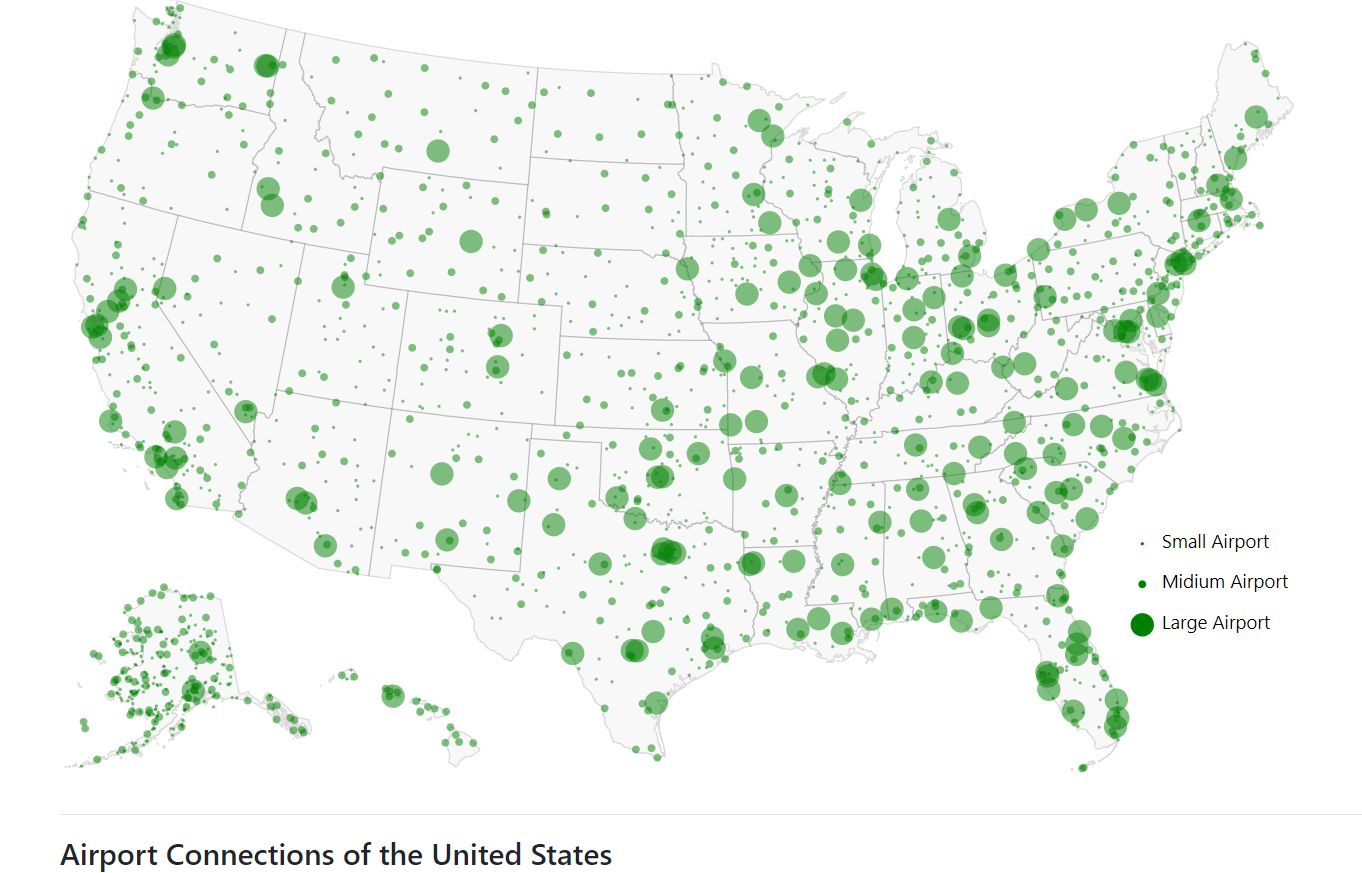 Small Airport
Midium Airport
Large Airport
Airport Connections of the United States